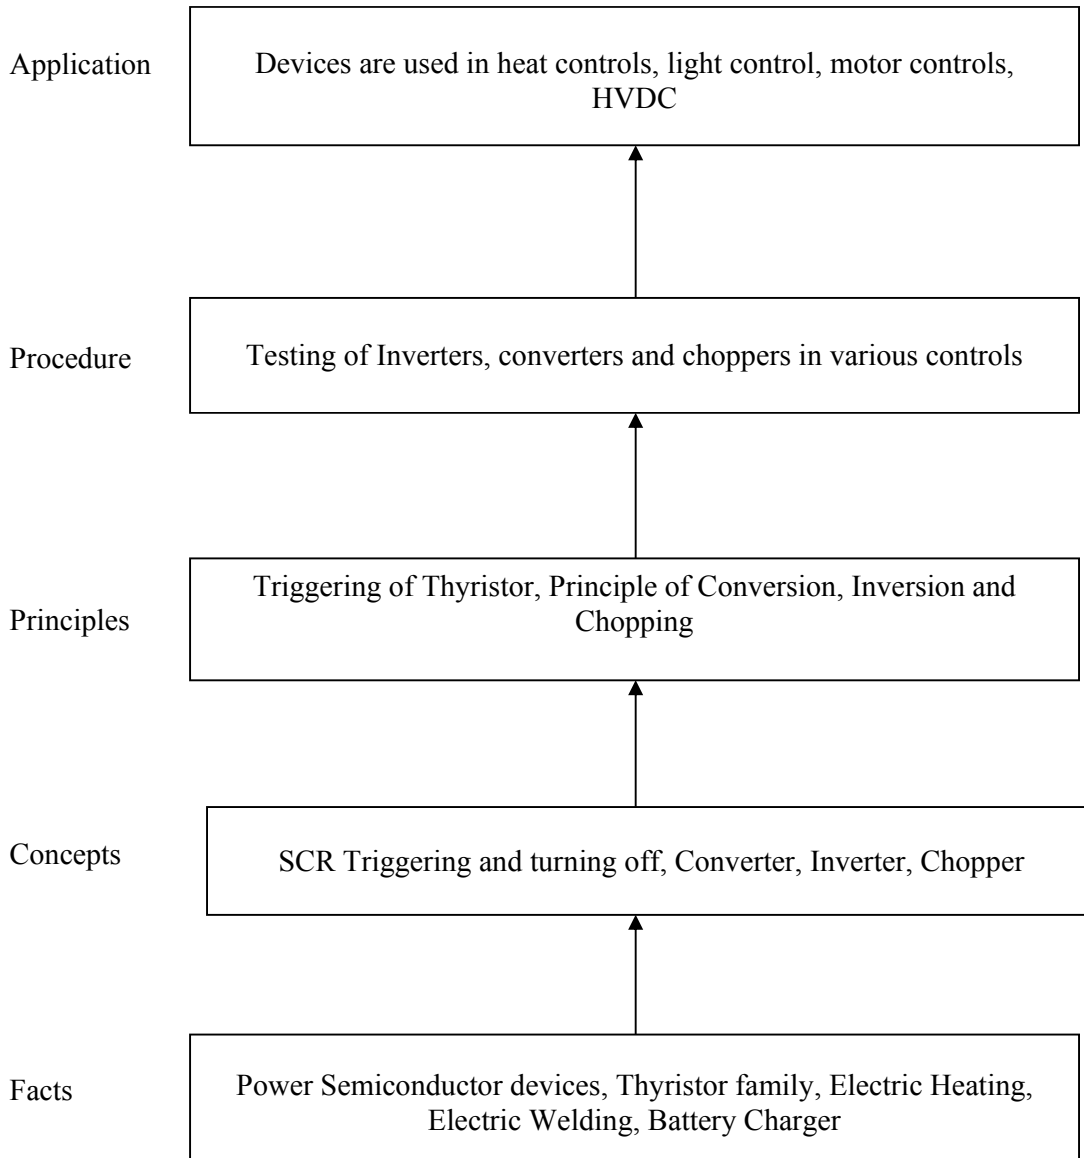 Application
Devices are used in heat controls, light control, motor controls,
HVDC
Procedure
Testing of Inverters, converters and choppers in various controls
Principles
Triggering of Thyristor, Principle of Conversion, Inversion and
Chopping
Concepts
SCR Triggering and turning off, Converter, Inverter, Chopper
Facts
Power Semiconductor devices, Thyristor family, Electric Heating,
Electric Welding, Battery Charger